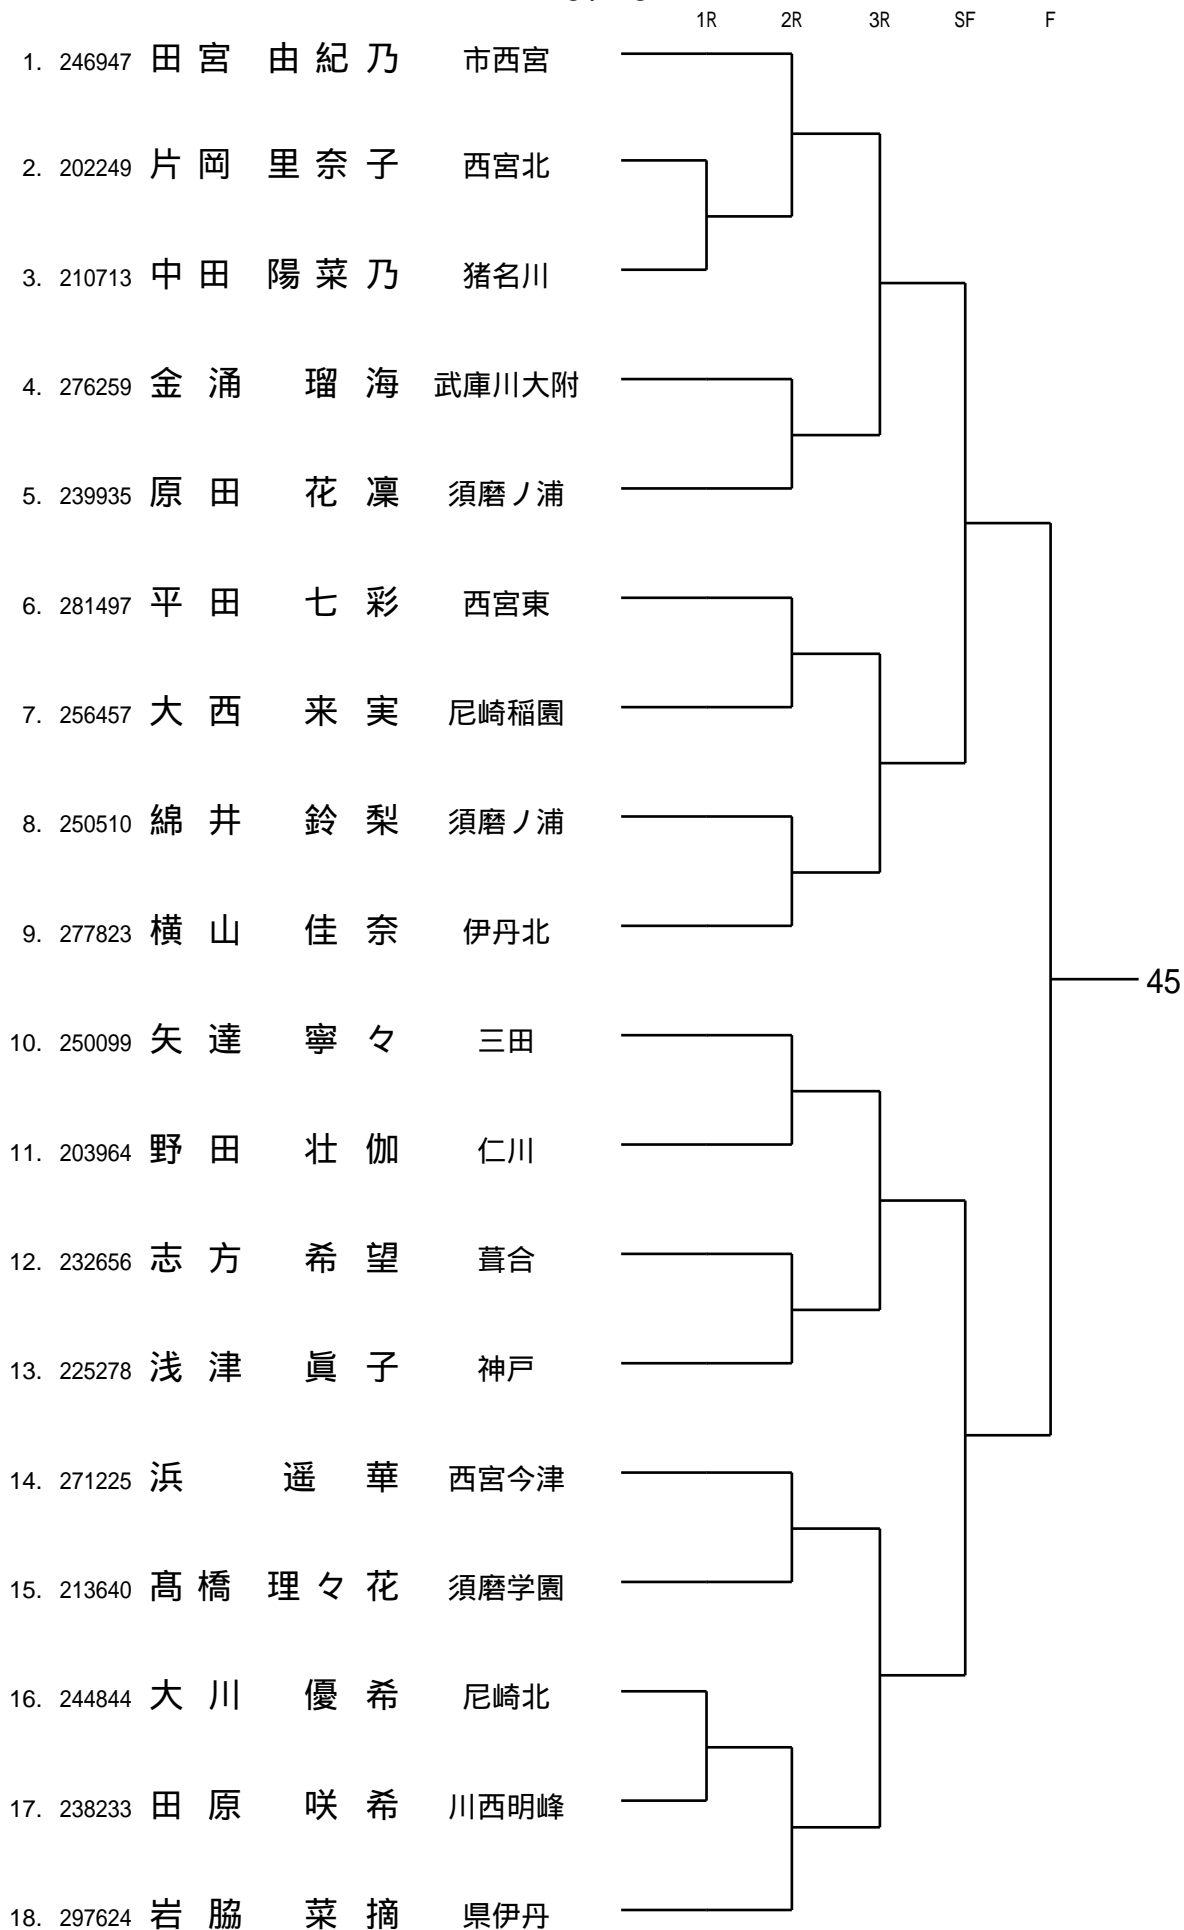 1R 2R 3R SF F
1. 246947 田宮 由紀乃 市西宮
2. 202249 片岡 里奈子 西宮北
3. 210713 中田 陽菜乃 猪名川
4. 276259 金涌 瑠海 武庫川大附
5. 239935 原田 花凜 須磨ノ浦
6. 281497 平田 七彩 西宮東
7. 256457 大西 来実 尼崎稲園
8. 250510 綿井 鈴梨 須磨ノ浦
9. 277823 横山 佳奈 伊丹北
45
10. 250099 矢達 寧々 三田
11. 203964 野田 壮伽 仁川
12. 232656 志方 希望 葺合
13. 225278 浅津 眞子 神戸
14. 271225 浜 遥華 西宮今津
15. 213640 髙橋 理々花 須磨学園
16. 244844 大川 優希 尼崎北
17. 238233 田原 咲希 川西明峰
18. 297624 岩脇 菜摘 県伊丹